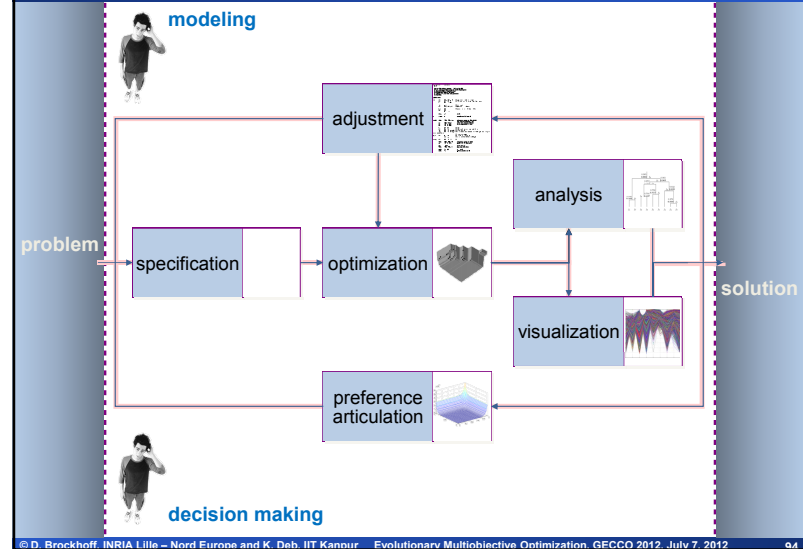 modeling
adjustment
analysis
problem
specification
optimization
solution
visualization
preference
articulation
decision making
© D. Brockhoff, INRIA Lille – Nord Europe and K. Deb, IIT Kanpur Evolutionary Multiobjective Optimization, GECCO 2012, July 7, 2012 94